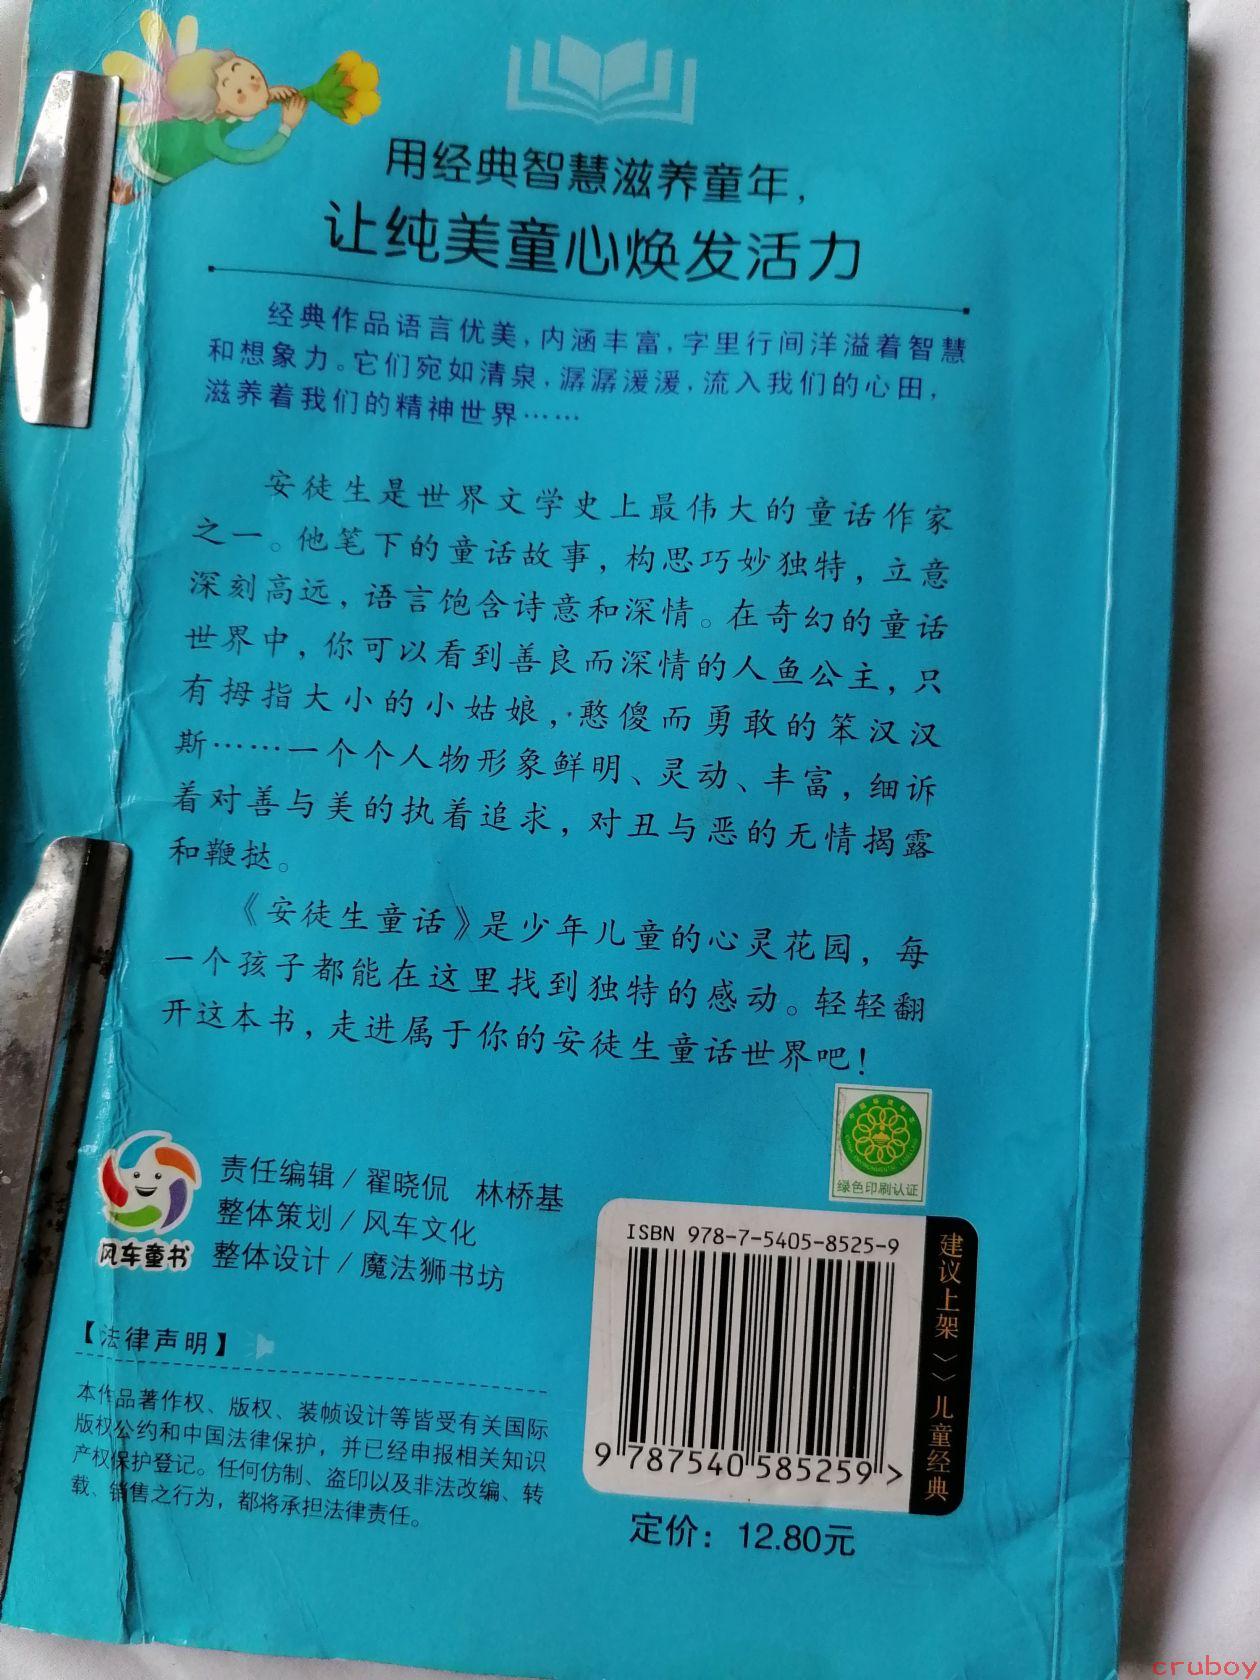 用经典智慧滋养童年，
让纯美童心焕发活力
经典作品语言优美，内涵丰富，字里行间洋溢着智慧
和想象力。它们宛如清泉，潺潺湲湲，流入我们的心田，
滋养着我们的精神世界……
安徒生是世界文学史上最伟大的童话作家
之一。他笔下的童话故事，构思巧妙独特，立意
深刻高远，语言饱含诗意和深情。在奇幻的童话
世界中，你可以看到善良而深情的人鱼公主，只
有拇指大小的小姑娘，憨傻而勇敢的笨汉汉
斯……一个个人物形象鲜明、灵动、丰富，细诉
着对善与美的执着追求，对丑与恶的无情揭露
和鞭挞。
《安徒生童话》是少年儿童的心灵花园，每
一个孩子都能在这里找到独特的感动。轻轻翻
开这本书，走进属于你的安徒生童话世界吧！
绿色印刷认证
风车童书
责任编辑/翟晓侃 林桥基
整体策划/风车文化
整体设计/魔法狮书坊
【法律声明】
本作品著作权、版权、装帧设计等皆受有关国际
版权公约和中国法律保护，并已经申报相关知识
产权保护登记。任何仿制、盗印以及非法改编、转
载、销售之行为，都将承担法律责任。
ISBN 978-7-5405-8525-9
9 787540 585259 >
建议上架 >> 儿童经典
定价：12.80元
cruboy